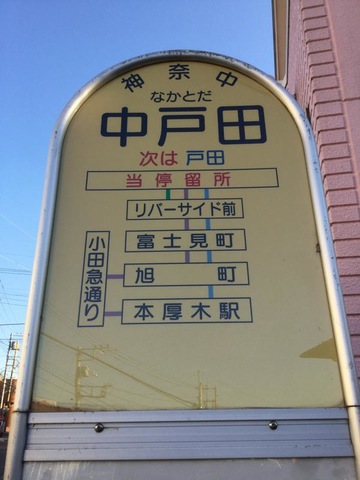 神奈中
なかとだ
中戸田
次は 戸田
当停留所
リバーサイド前
富士見町
旭町
小田急通り
本厚木駅